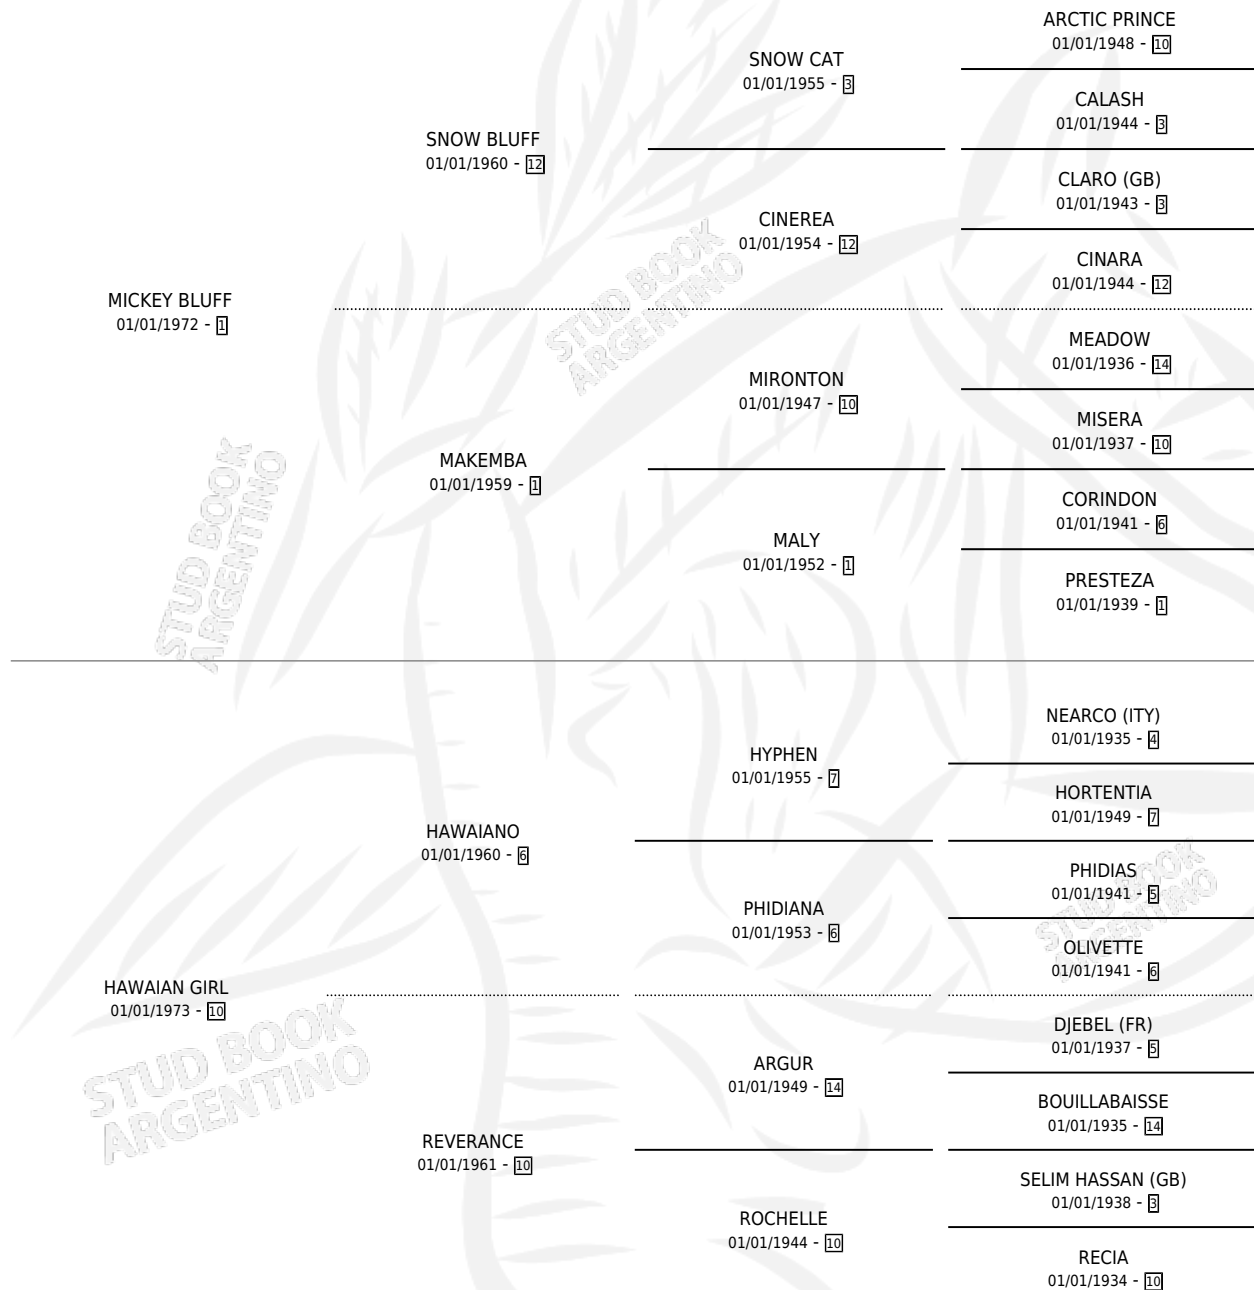 ARCTIC PRINCE
01/01/1948 - 10
SNOW CAT
01/01/1955 - 3
CALASH
01/01/1944 - 3
SNOW BLUFF
01/01/1960 - 12
CLARO (GB)
01/01/1943 - 3
CINEREA
01/01/1954 - 12
CINARA
01/01/1944 - 12
MICKEY BLUFF
01/01/1972 - 1
MEADOW
01/01/1936 - 14
MIRONTON
01/01/1947 - 10
MISERA
01/01/1937 - 10
MAKEMBA
01/01/1959 - 1
CORINDON
01/01/1941 - 6
MALY
01/01/1952 - 1
PRESTEZA
01/01/1939 - 1
NEARCO (ITY)
01/01/1935 - 4
HYPHEN
01/01/1955 - 7
HORTENTIA
01/01/1949 - 7
HAWAIANO
01/01/1960 - 6
PHIDIAS
01/01/1941 - 5
PHIDIANA
01/01/1953 - 6
OLIVETTE
01/01/1941 - 6
HAWAIAN GIRL
01/01/1973 - 10
DJEBEL (FR)
01/01/1937 - 5
ARGUR
01/01/1949 - 14
BOUILLABAISSE
01/01/1935 - 14
REVERANCE
01/01/1961 - 10
SELIM HASSAN (GB)
01/01/1938 - 3
ROCHELLE
01/01/1944 - 10
RECIA
01/01/1934 - 10
STUD BOOK
ARGENTINO
STUD BOOK
ARGENTINO
STUD BOOK
ARGENTINO
STUD BOOK
ARGENTINO